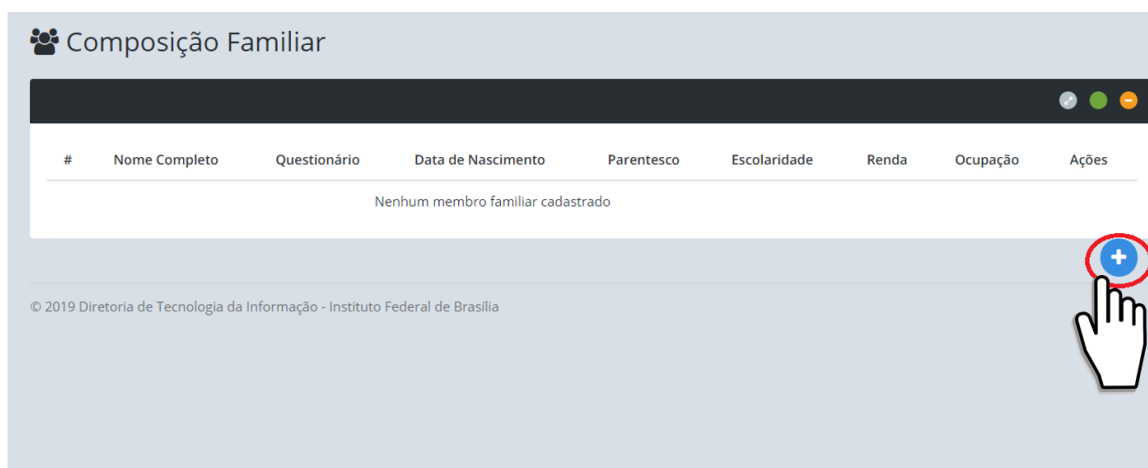 Composição Familiar
# Nome Completo Questionário Data de Nascimento Parentesco Escolaridade Renda Ocupação Ações
Nenhum membro familiar cadastrado
© 2019 Diretoria de Tecnologia da Informação - Instituto Federal de Brasília